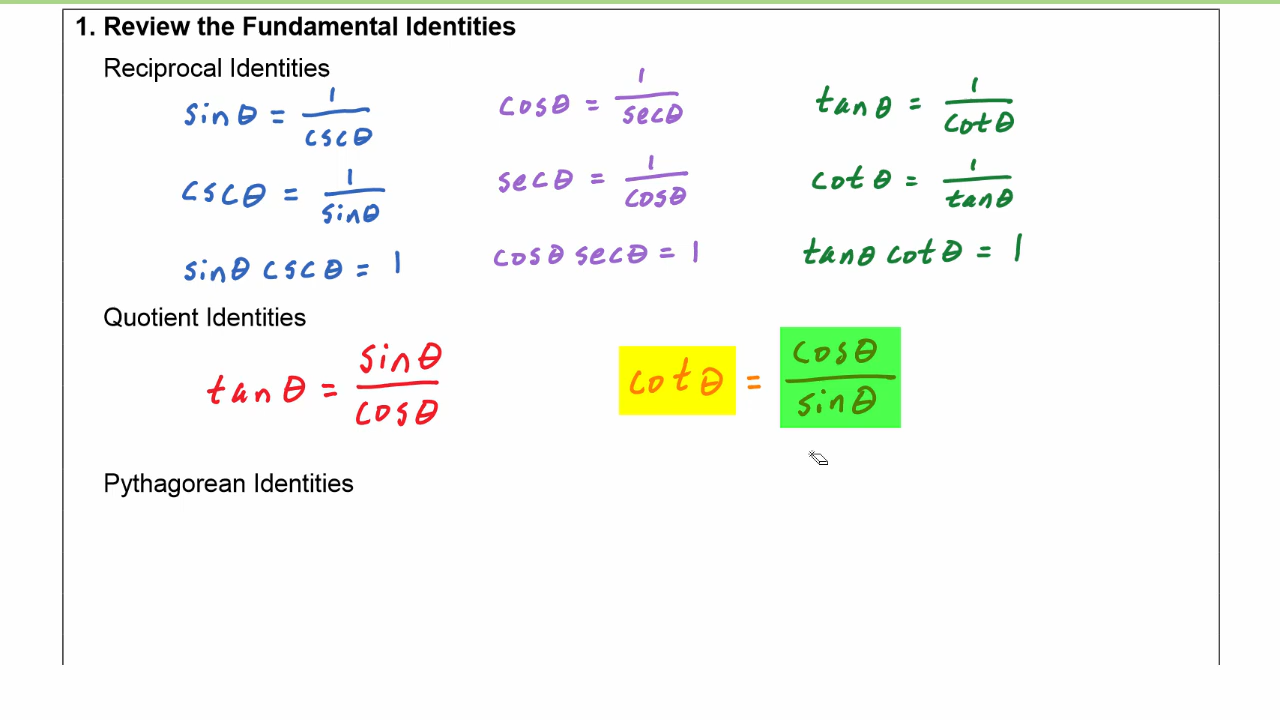 1. Review the Fundamental Identities
Reciprocal Identities
sinθ = 1/cscθ
cosθ = 1/secθ
tanθ = 1/cotθ
cscθ = 1/sinθ
secθ = 1/cosθ
cotθ = 1/tanθ
sinθ cscθ = 1
cosθ secθ = 1
tanθ cotθ = 1
Quotient Identities
tanθ = sinθ/cosθ
cotθ = cosθ/sinθ
Pythagorean Identities